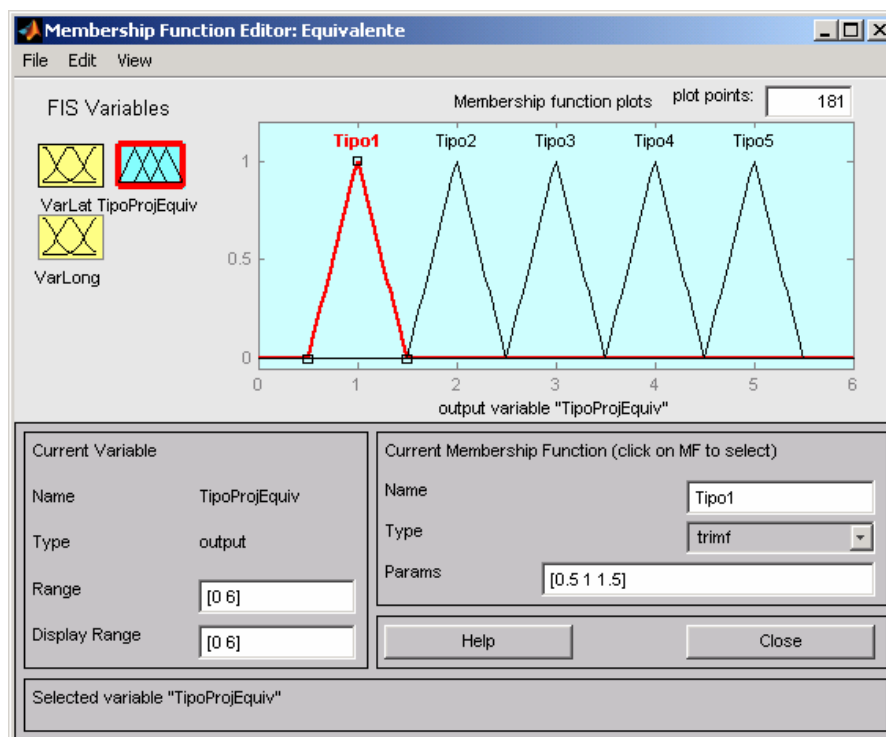 Membership Function Editor: Equivalente
File Edit View
FIS Variables
Membership function plots plot points: 181
Tipo1 Tipo2 Tipo3 Tipo4 Tipo5
VarLat TipoProjEquiv
VarLong
1
0.5
0
0 1 2 3 4 5 6
output variable "TipoProjEquiv"
Current Variable
Name TipoProjEquiv
Type output
Range [0 6]
Display Range [0 6]
Current Membership Function (click on MF to select)
Name Tipo1
Type trimf
Params [0.5 1 1.5]
Help Close
Selected variable "TipoProjEquiv"